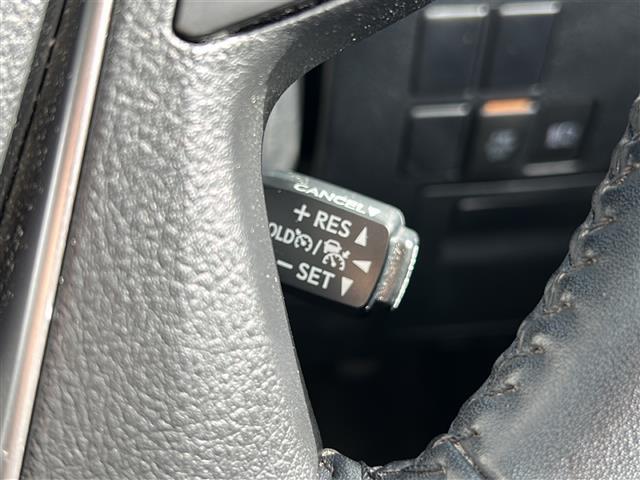 CANCEL▼
+ RES ▲
OLD / ◄
− SET ▼